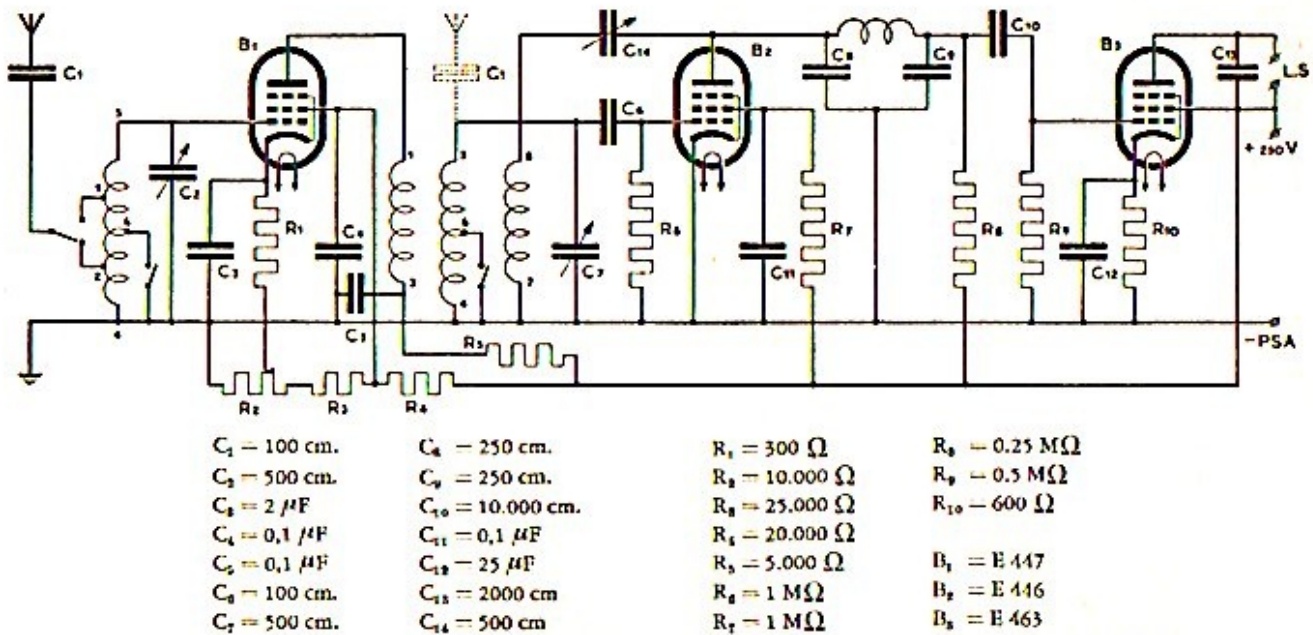 C1
B1
C1
C14
B2
C8
C9
C10
B3
C13
L.S
+250V
C2
C6
C3
R1
C4
C5
C7
R6
C11
R7
R8
R9
C12
R10
R5
-PSA
R2
R3
R4
C₁ = 100 cm.
C₂ = 500 cm.
C₃ = 2 µF
C₄ = 0,1 µF
C₅ = 0,1 µF
C₆ = 100 cm.
C₇ = 500 cm.
C₈ = 250 cm.
C₉ = 250 cm.
C₁₀ = 10.000 cm.
C₁₁ = 0,1 µF
C₁₂ = 25 µF
C₁₃ = 2000 cm
C₁₄ = 500 cm
R₁ = 300 Ω
R₂ = 10.000 Ω
R₃ = 25.000 Ω
R₄ = 20.000 Ω
R₅ = 5.000 Ω
R₆ = 1 MΩ
R₇ = 1 MΩ
R₈ = 0.25 MΩ
R₉ = 0.5 MΩ
R₁₀ = 600 Ω
B₁ = E 447
B₂ = E 446
B₃ = E 463